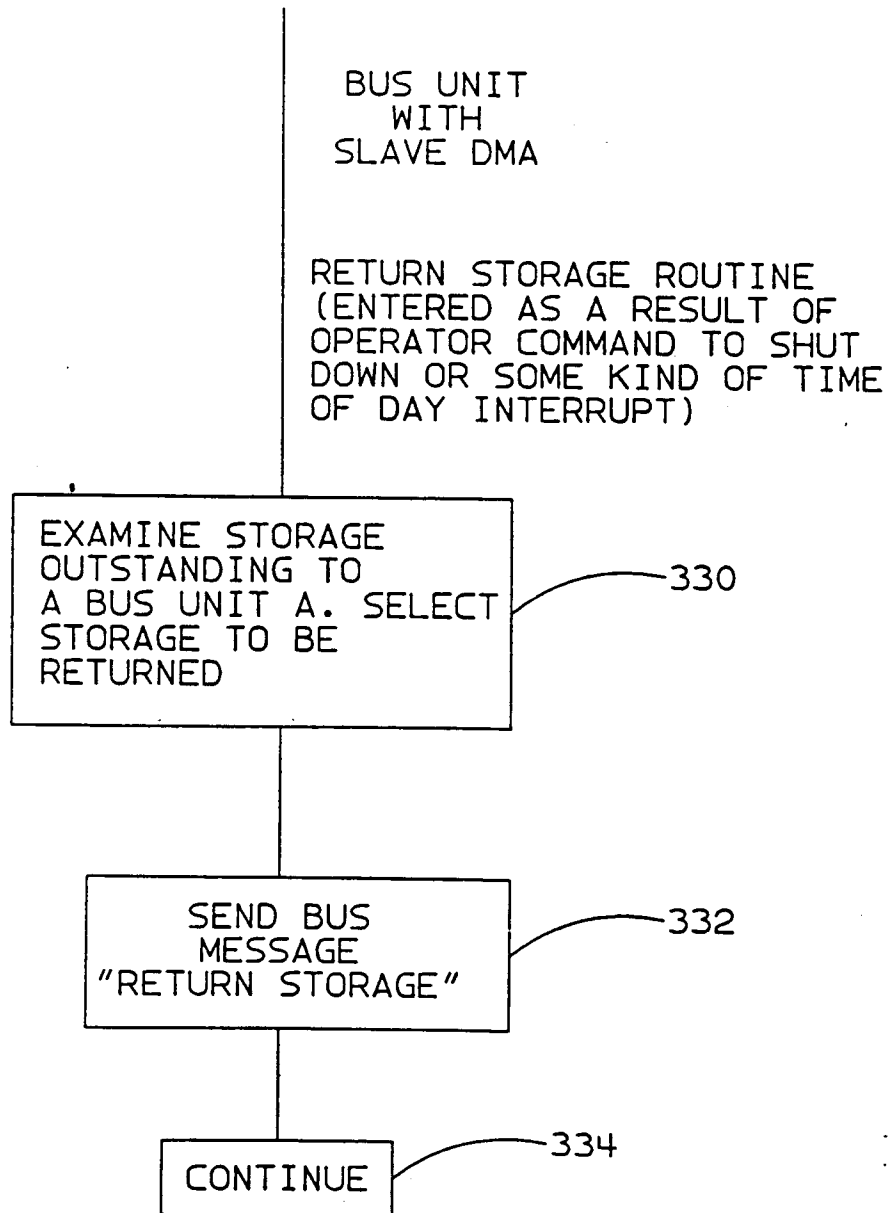 BUS UNIT
WITH
SLAVE DMA
RETURN STORAGE ROUTINE
(ENTERED AS A RESULT OF
OPERATOR COMMAND TO SHUT
DOWN OR SOME KIND OF TIME
OF DAY INTERRUPT)
EXAMINE STORAGE
OUTSTANDING TO
A BUS UNIT A. SELECT
STORAGE TO BE
RETURNED
330
SEND BUS
MESSAGE
"RETURN STORAGE"
332
CONTINUE
334